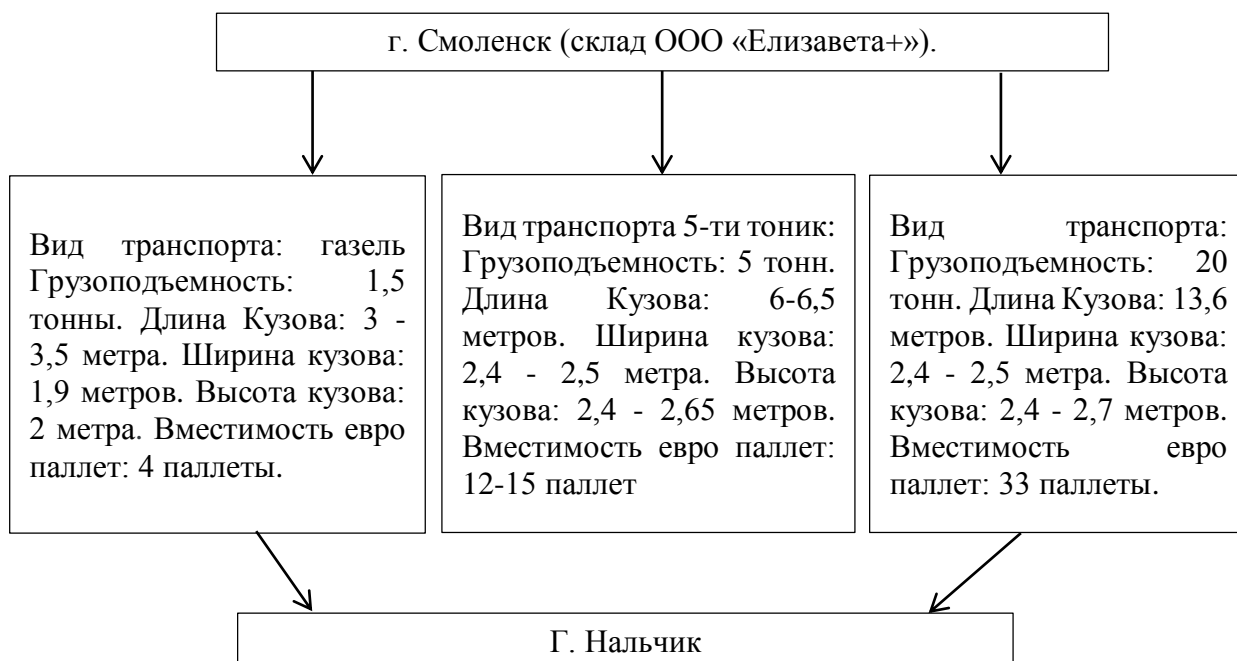 г. Смоленск (склад ООО «Елизавета+»).
Вид транспорта: газель
Грузоподъемность: 1,5
тонны. Длина Кузова: 3 -
3,5 метра. Ширина кузова:
1,9 метров. Высота кузова:
2 метра. Вместимость евро
паллет: 4 паллеты.
Вид транспорта 5-ти тоник:
Грузоподъемность: 5 тонн.
Длина Кузова: 6-6,5
метров. Ширина кузова:
2,4 - 2,5 метра. Высота
кузова: 2,4 - 2,65 метров.
Вместимость евро паллет:
12-15 паллет
Вид транспорта:
Грузоподъемность: 20
тонн. Длина Кузова: 13,6
метров. Ширина кузова:
2,4 - 2,5 метра. Высота
кузова: 2,4 - 2,7 метров.
Вместимость евро
паллет: 33 паллеты.
Г. Нальчик